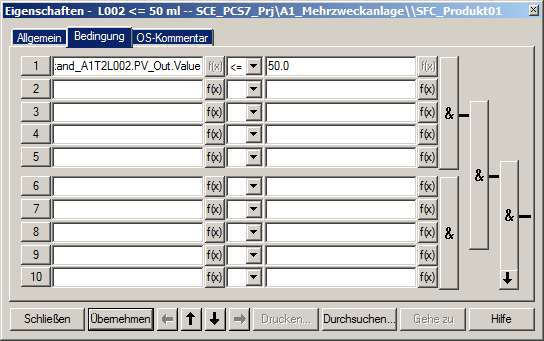 Eigenschaften - L002 <= 50 ml -- SCE_PCS7_Prj\A1_Mehrzweckanlage\\SFC_Produkt01
Allgemein Bedingung OS-Kommentar
1 :and_A1T2L002.PV_Out.Value f(x) <= 50.0 f(x)
2 f(x) f(x)
3 f(x) f(x)
4 f(x) f(x)
5 f(x) f(x)
6 f(x) f(x)
7 f(x) f(x)
8 f(x) f(x)
9 f(x) f(x)
10 f(x) f(x)
&
&
&
&
Schließen Übernehmen Drucken... Durchsuchen... Gehe zu Hilfe